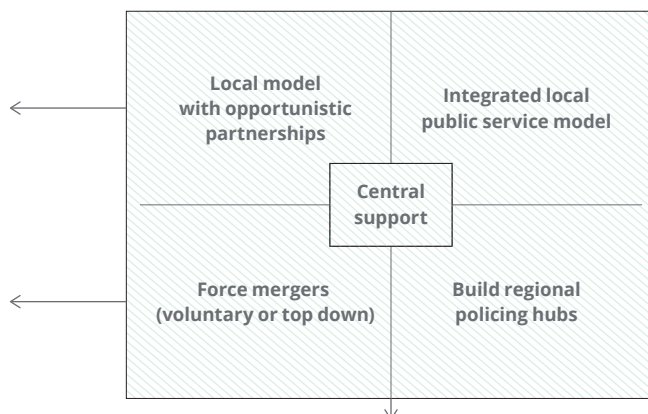 Local model
with opportunistic
partnerships
Integrated local
public service model
Central
support
Force mergers
(voluntary or top down)
Build regional
policing hubs